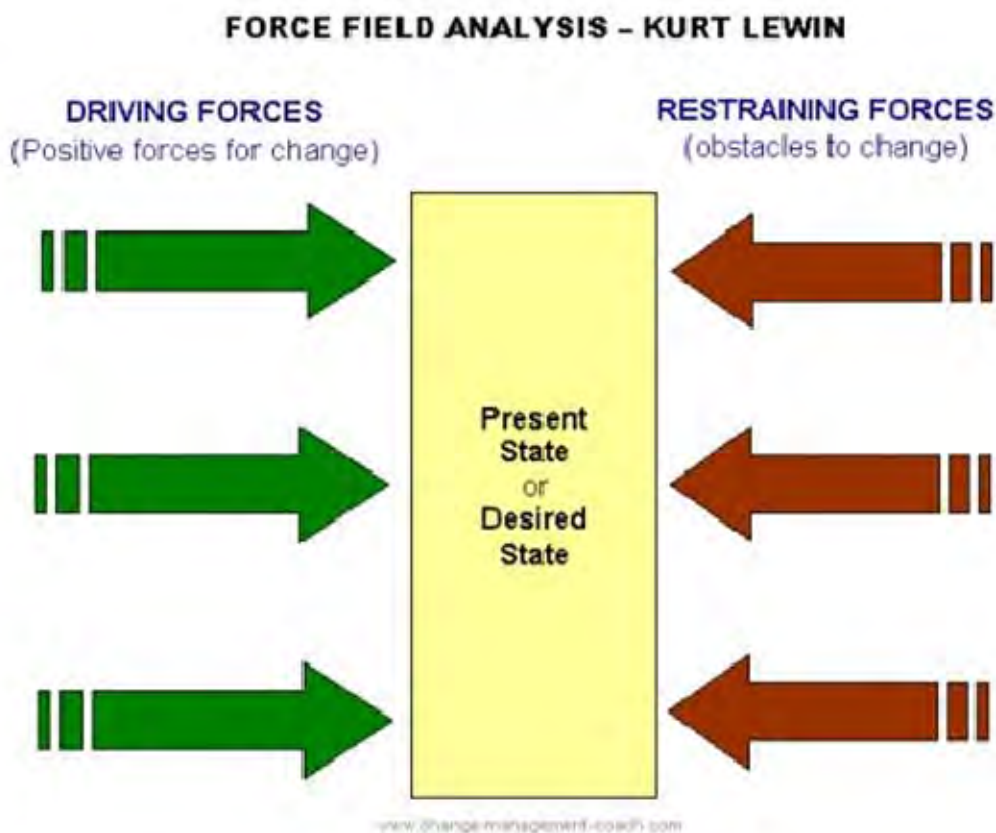 FORCE FIELD ANALYSIS – KURT LEWIN
DRIVING FORCES
(Positive forces for change)
RESTRAINING FORCES
(obstacles to change)
Present
State
or
Desired
State
www.change-management-coach.com